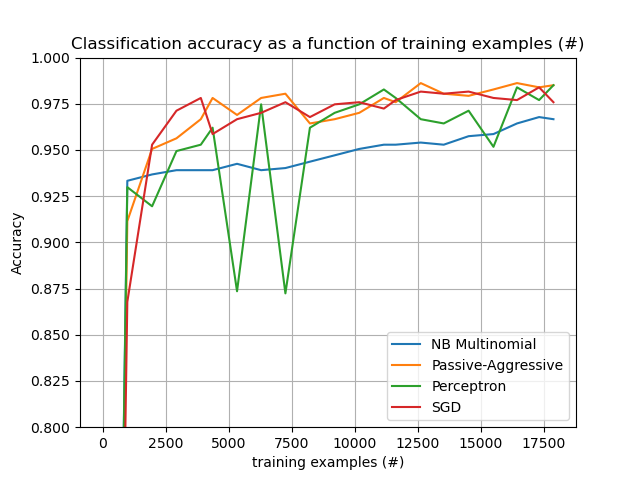 Classification accuracy as a function of training examples (#)
1.000
0.975
0.950
0.925
0.900
0.875
0.850
0.825
0.800
Accuracy
NB Multinomial
Passive-Aggressive
Perceptron
SGD
0 2500 5000 7500 10000 12500 15000 17500
training examples (#)